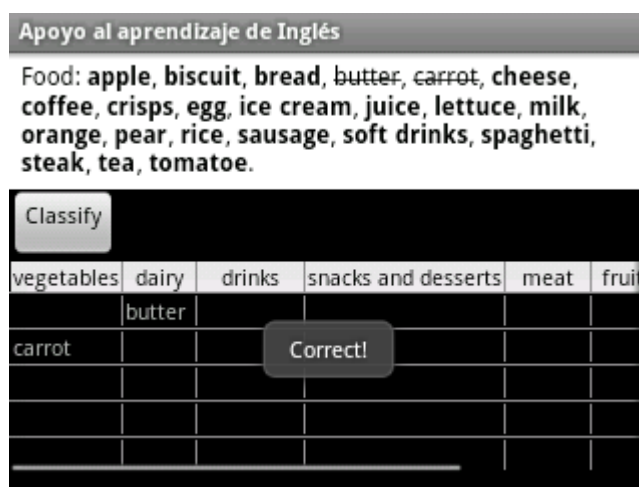 Apoyo al aprendizaje de Inglés
Food: apple, biscuit, bread, butter, carrot, cheese,
coffee, crisps, egg, ice cream, juice, lettuce, milk,
orange, pear, rice, sausage, soft drinks, spaghetti,
steak, tea, tomatoe.
Classify
vegetables dairy drinks snacks and desserts meat fruit
butter
carrot
Correct!